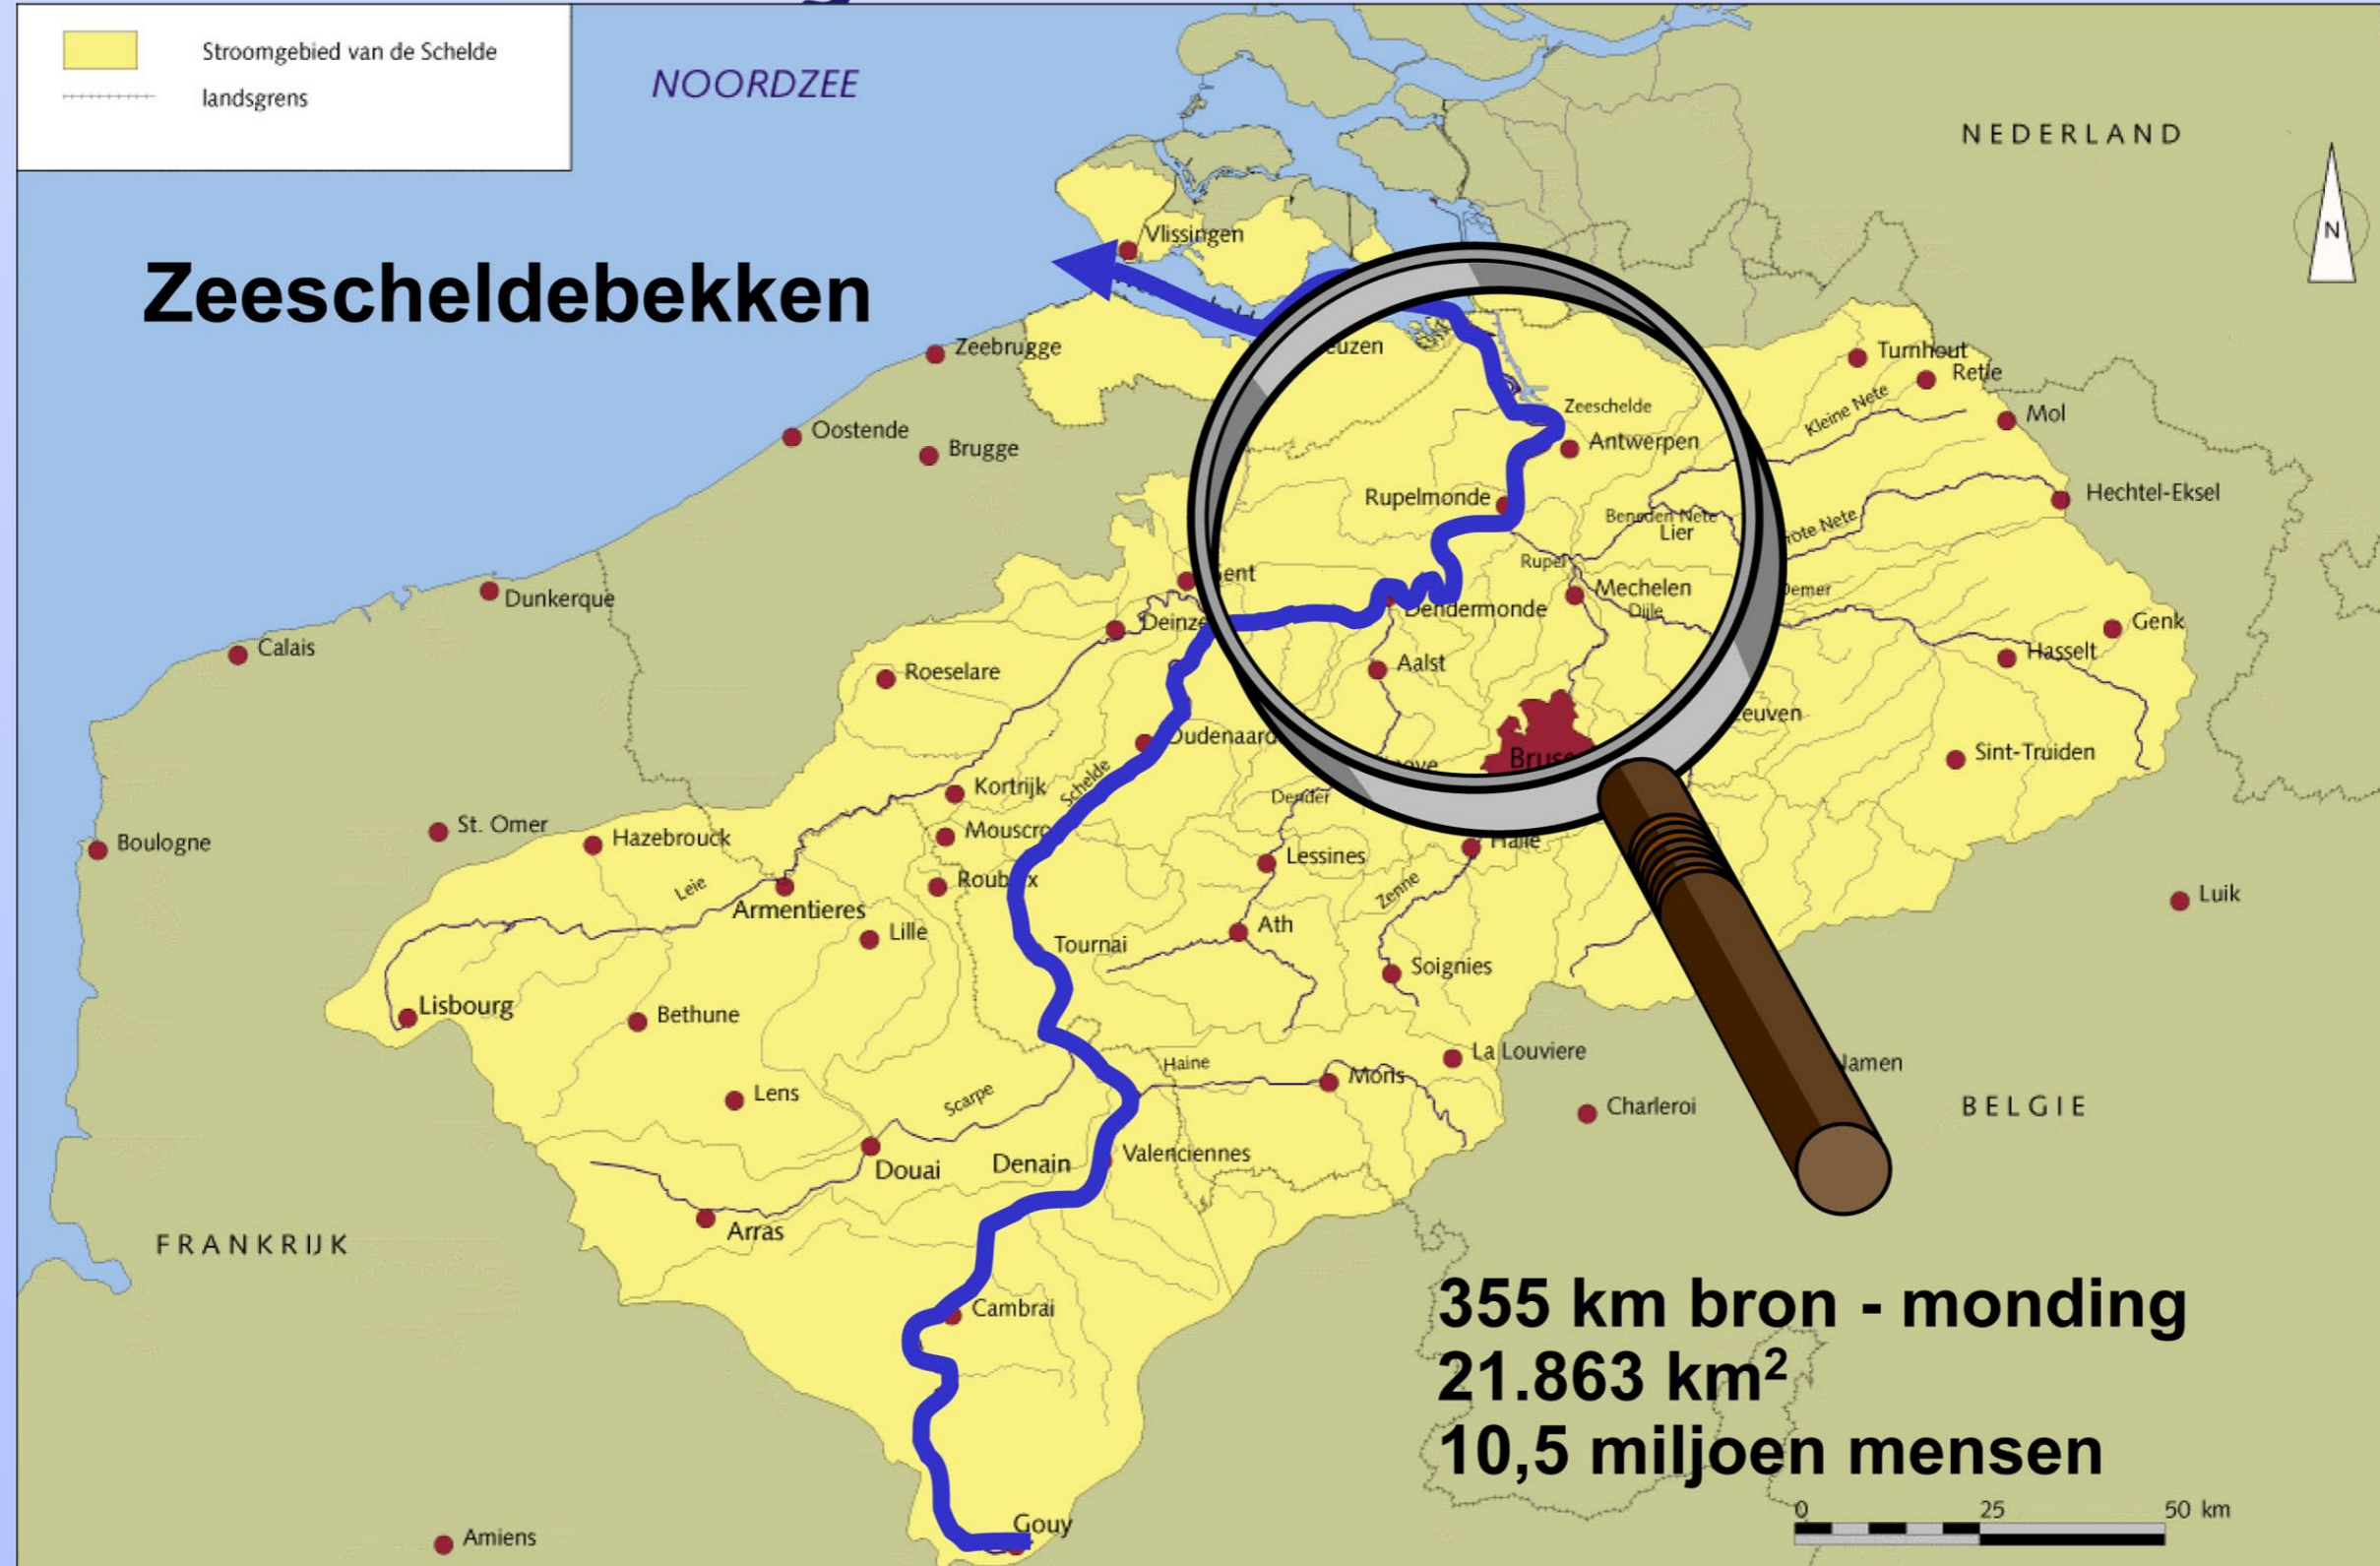 Stroomgebied van de Schelde
landsgrens
NOORDZEE
NEDERLAND
N
Vlissingen
Zeescheldebekken
Zeebrugge
Turnhout
Retie
Kleine Nete
Zeeschelde
Mol
Oostende
Brugge
Antwerpen
Rupelmonde
Hechtel-Eksel
Beneden Nete
Lier
Rupel
Mechelen
Dijle
Dendermonde
Dunkerque
Deinze
Genk
Calais
Hasselt
Aalst
Roeselare
Sint-Truiden
Kortrijk
Schelde
Dender
St. Omer
Hazebrouck
Boulogne
Halle
Lessines
Zenne
Leie
Luik
Armentieres
Lille
Ath
Tournai
Soignies
Lisbourg
Bethune
La Louviere
Haine
Mons
Lens
Scarpe
Charleroi
BELGIE
Valenciennes
Denain
Douai
Arras
FRANKRIJK
Cambrai
355 km bron - monding
21.863 km²
10,5 miljoen mensen
0 25 50 km
Gouy
Amiens